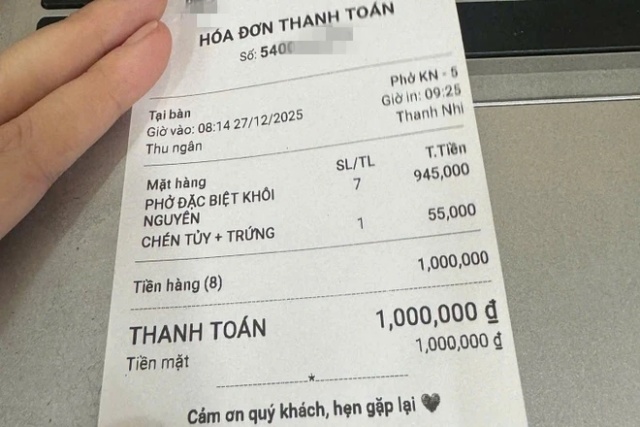 HÓA ĐƠN THANH TOÁN
Số: 540
Tại bàn Phở KN - 5
Giờ vào: 08:14 27/12/2025 Giờ in: 09:25
Thu ngân Thanh Nhi
Mặt hàng SL/TL T.Tiền
PHỞ ĐẶC BIỆT KHÔI 7 945,000
NGUYÊN
CHÉN TỦY + TRỨNG 1 55,000
Tiền hàng (8) 1,000,000
THANH TOÁN 1,000,000 ₫
Tiền mặt 1,000,000 ₫
Cảm ơn quý khách, hẹn gặp lại 🖤